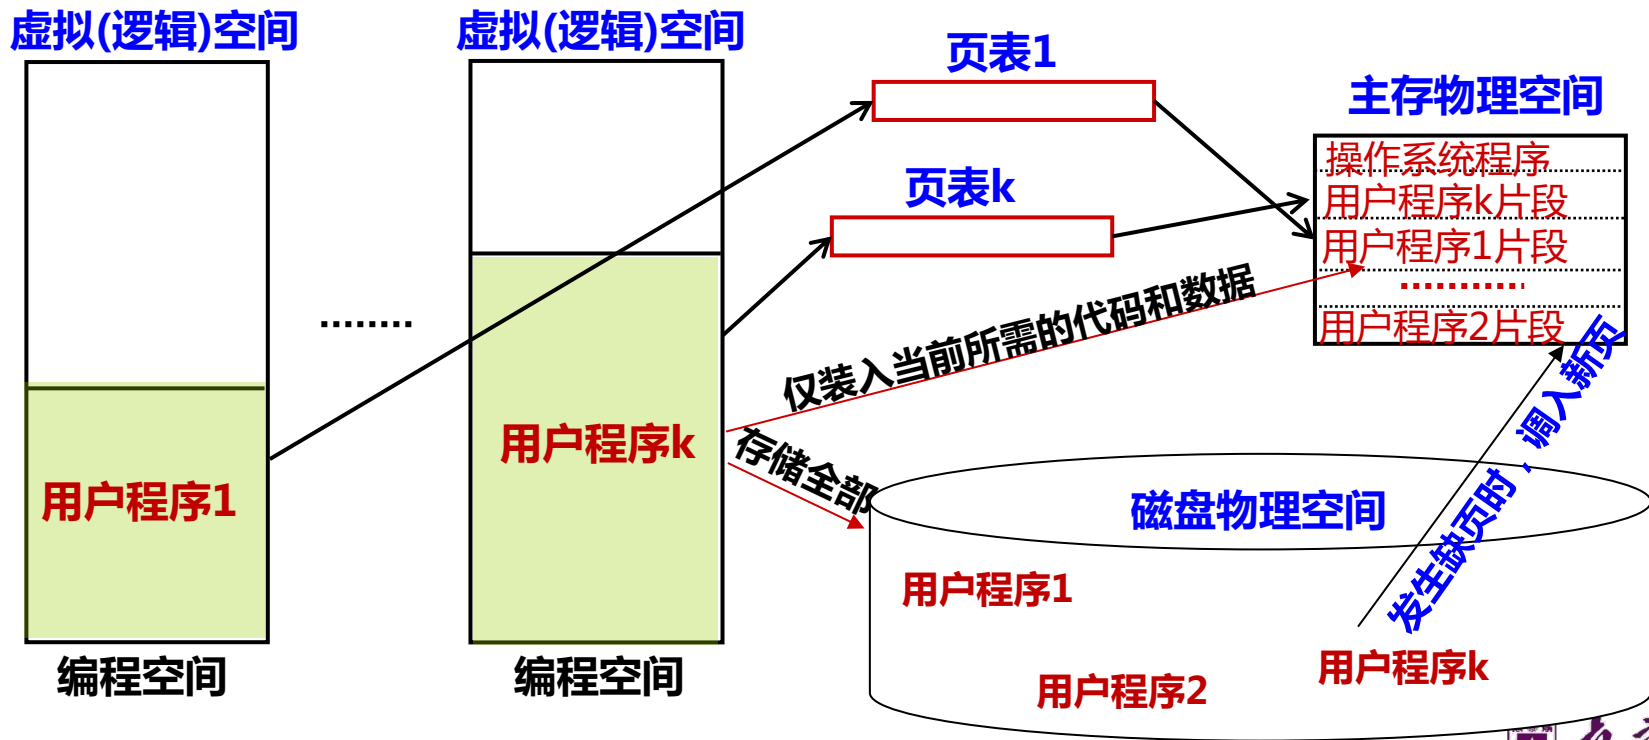 虚拟(逻辑)空间
虚拟(逻辑)空间
页表1
主存物理空间
操作系统程序
用户程序k片段
用户程序1片段
用户程序2片段
页表k
........
仅装入当前所需的代码和数据
存储全部
发生缺页时，调入新页
用户程序1
用户程序k
编程空间
编程空间
磁盘物理空间
用户程序1
用户程序2
用户程序k